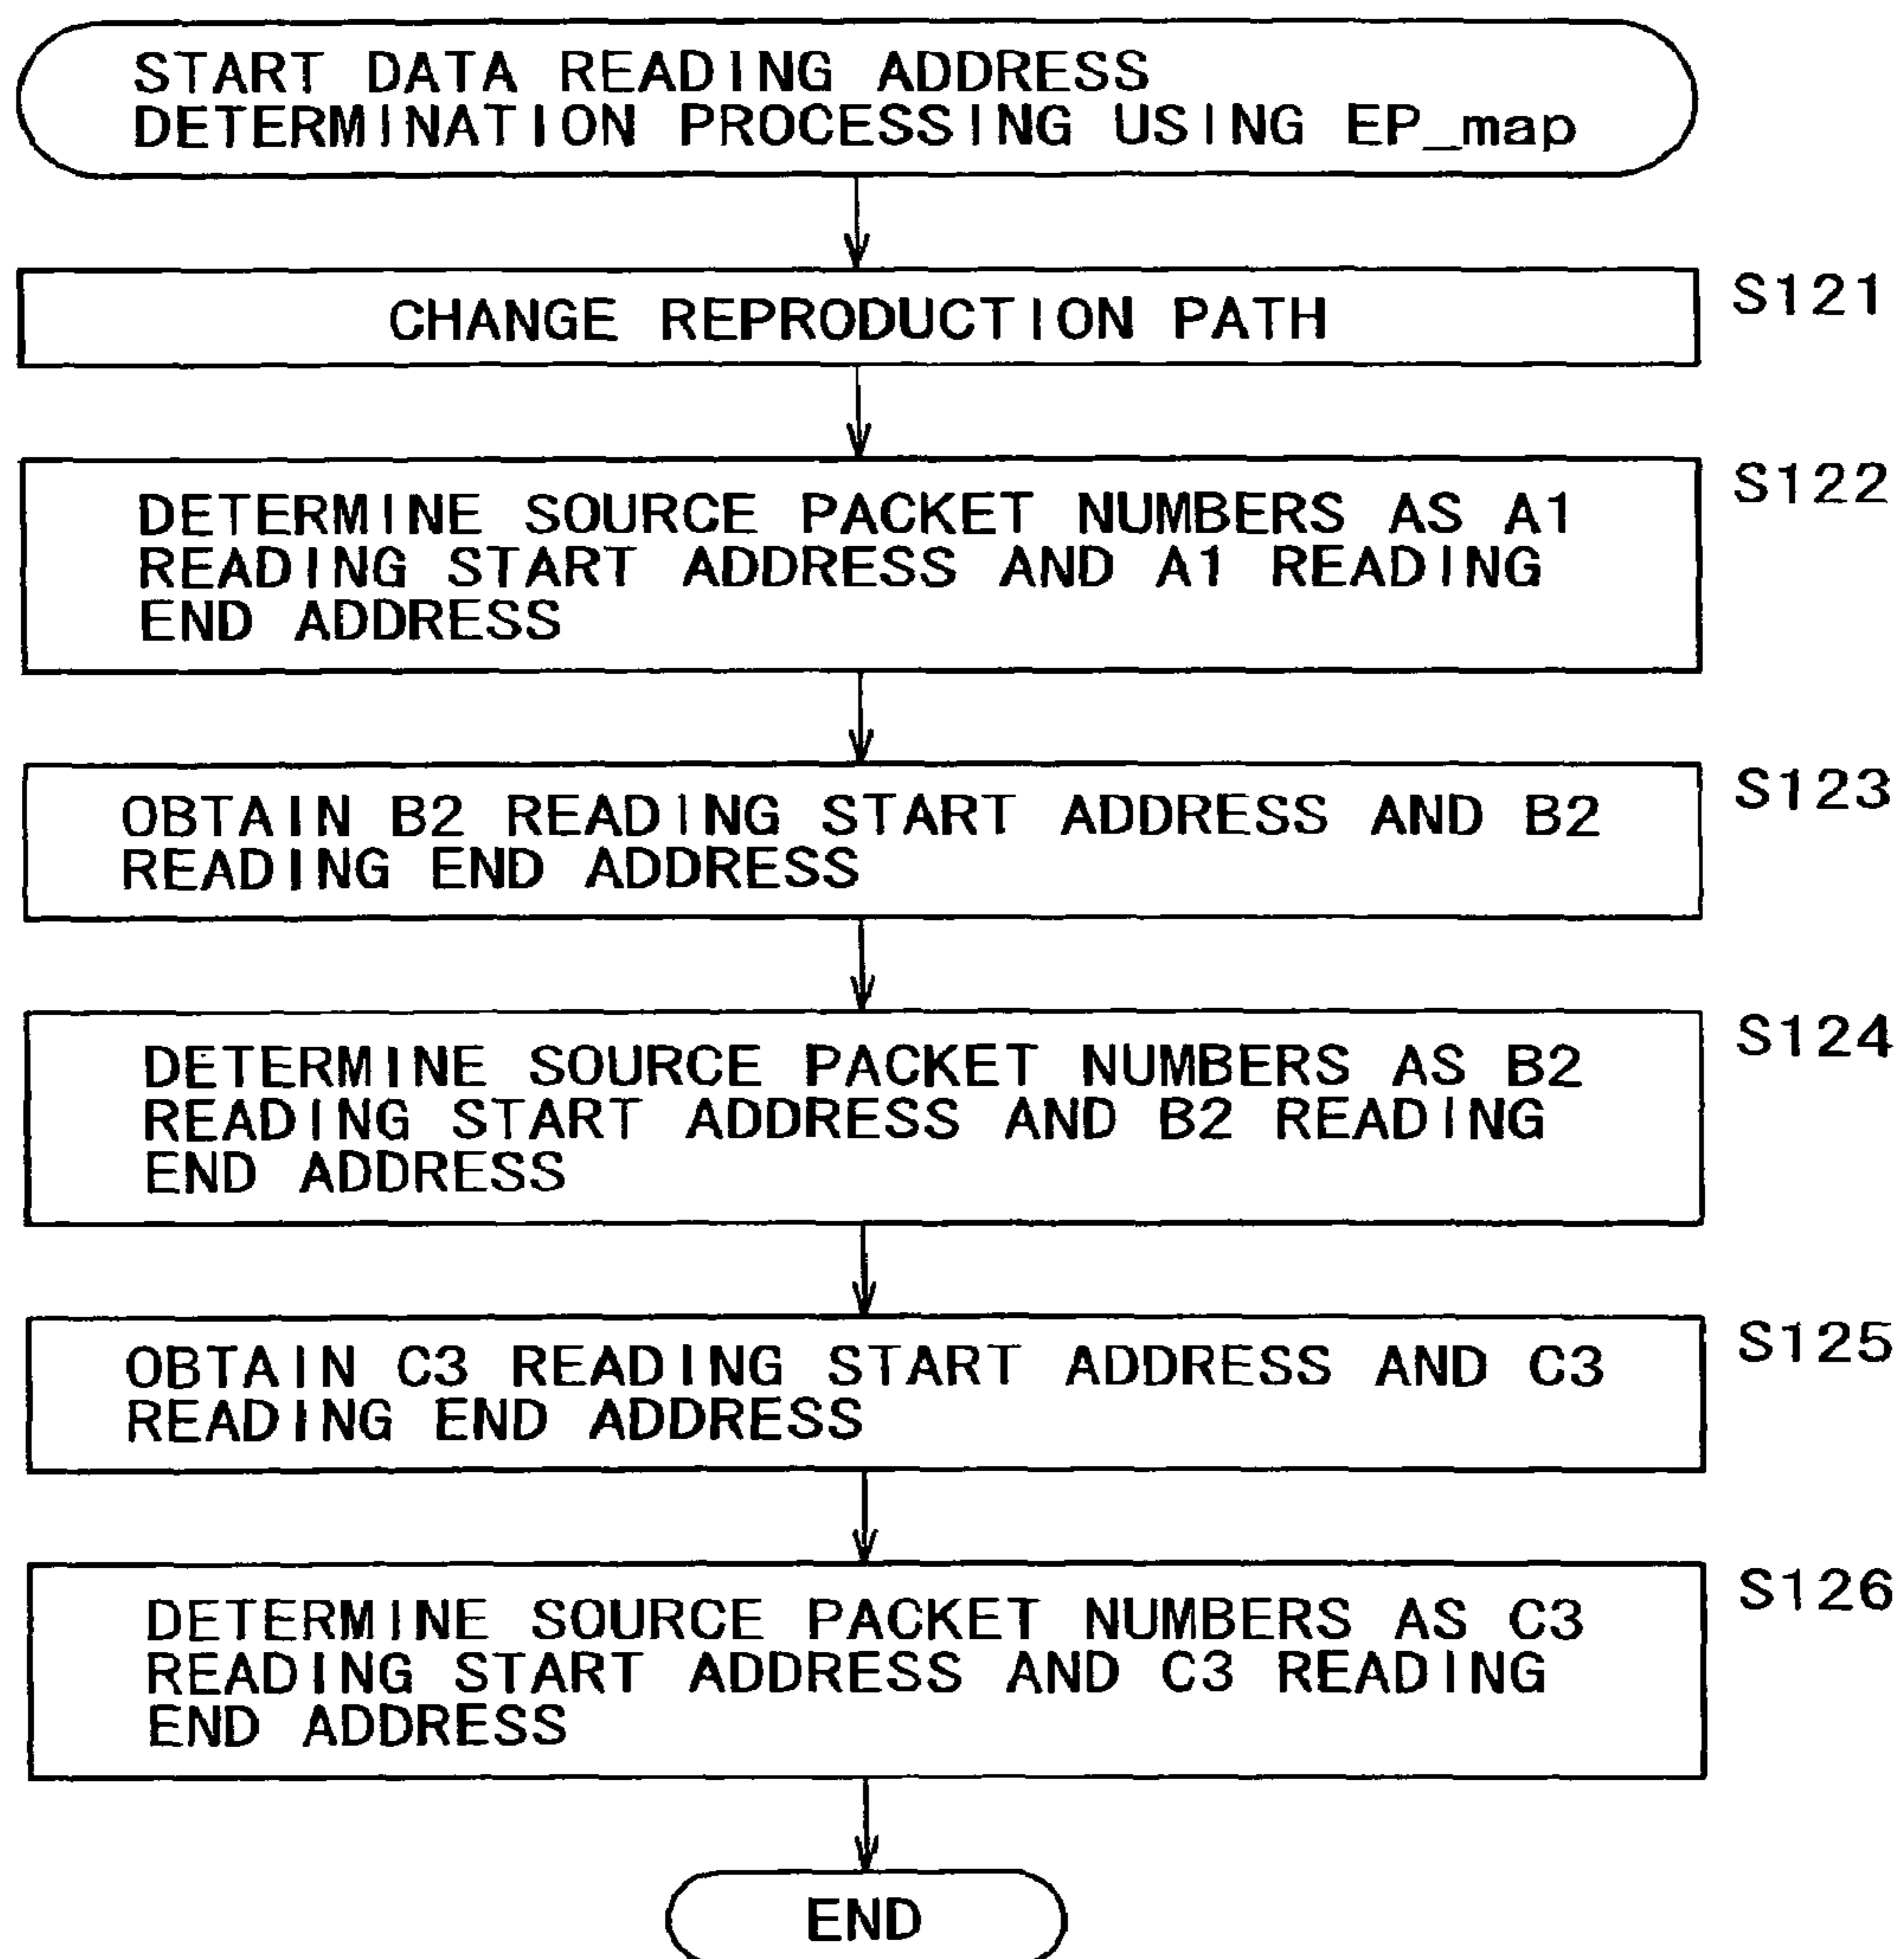 START DATA READING ADDRESS
DETERMINATION PROCESSING USING EP_map
CHANGE REPRODUCTION PATH
S121
DETERMINE SOURCE PACKET NUMBERS AS A1
READING START ADDRESS AND A1 READING
END ADDRESS
S122
OBTAIN B2 READING START ADDRESS AND B2
READING END ADDRESS
S123
DETERMINE SOURCE PACKET NUMBERS AS B2
READING START ADDRESS AND B2 READING
END ADDRESS
S124
OBTAIN C3 READING START ADDRESS AND C3
READING END ADDRESS
S125
DETERMINE SOURCE PACKET NUMBERS AS C3
READING START ADDRESS AND C3 READING
END ADDRESS
S126
END